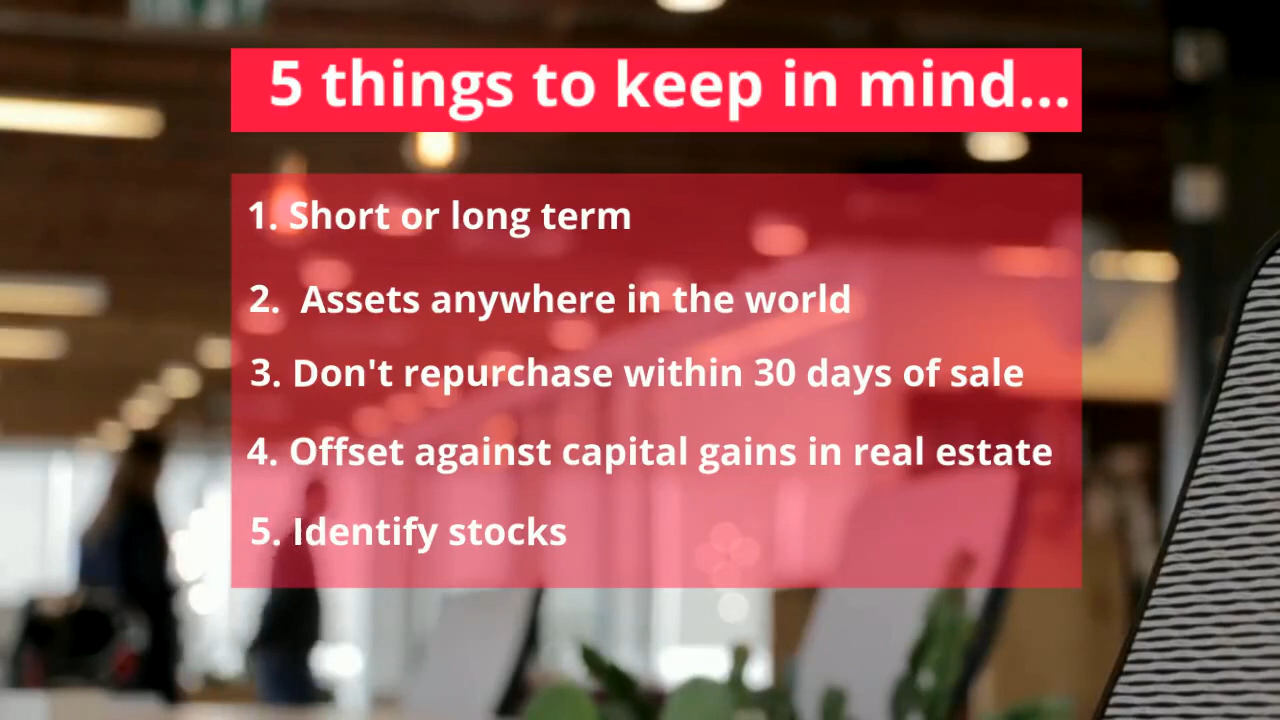 5 things to keep in mind...
1. Short or long term
2. Assets anywhere in the world
3. Don't repurchase within 30 days of sale
4. Offset against capital gains in real estate
5. Identify stocks